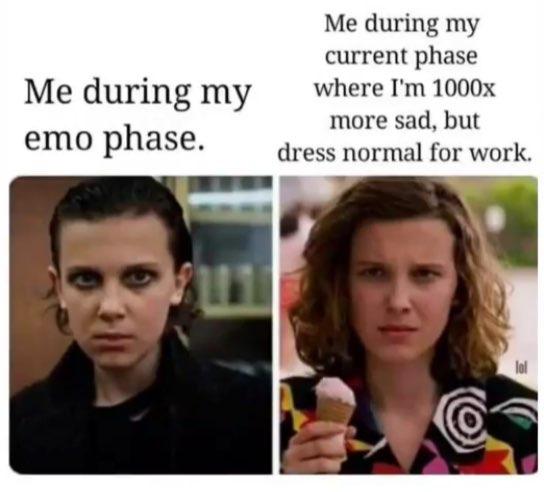 Me during my
emo phase.
Me during my
current phase
where I'm 1000x
more sad, but
dress normal for work.
lol